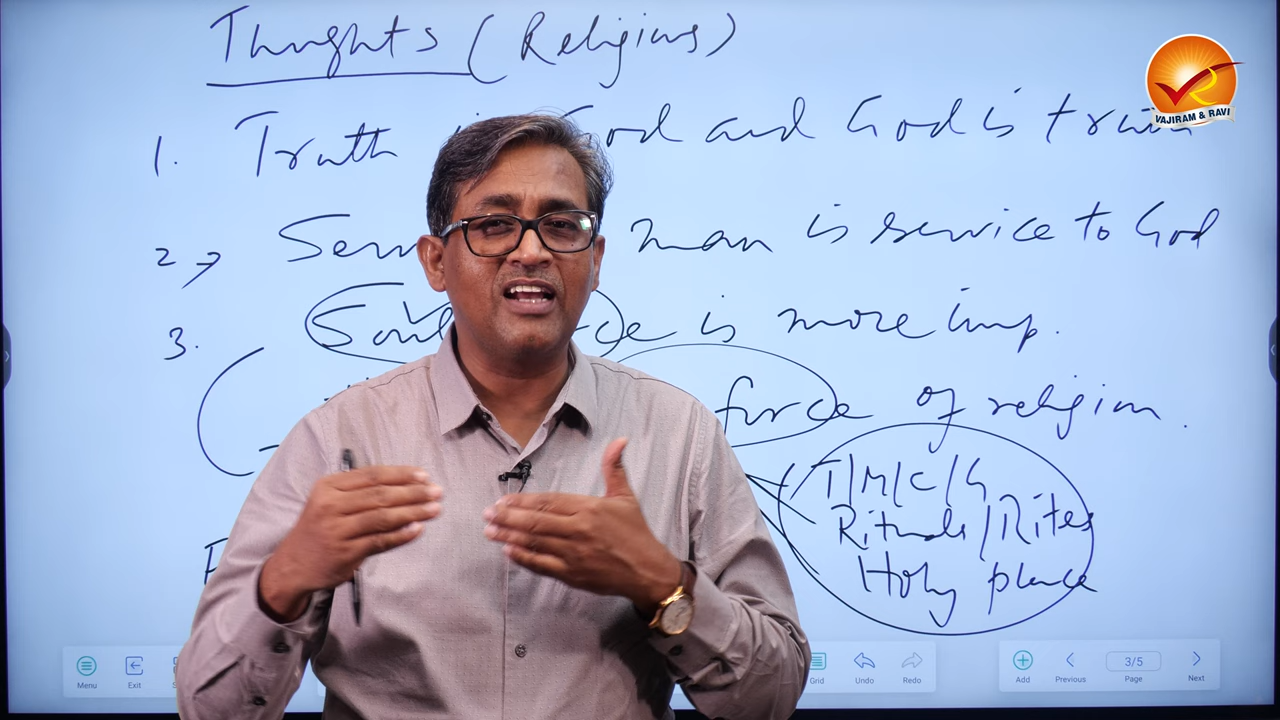 Thoughts (Religious)
VAJIRAM & RAVI
1. Truth God and God is truth
2, man is service to God
3. Soul is more imp.
force of religion.
T/M/C/G
Rituals/Rites
Holy place
Menu
Exit
Grid
Undo
Redo
Add
Previous
3/5
Page
Next